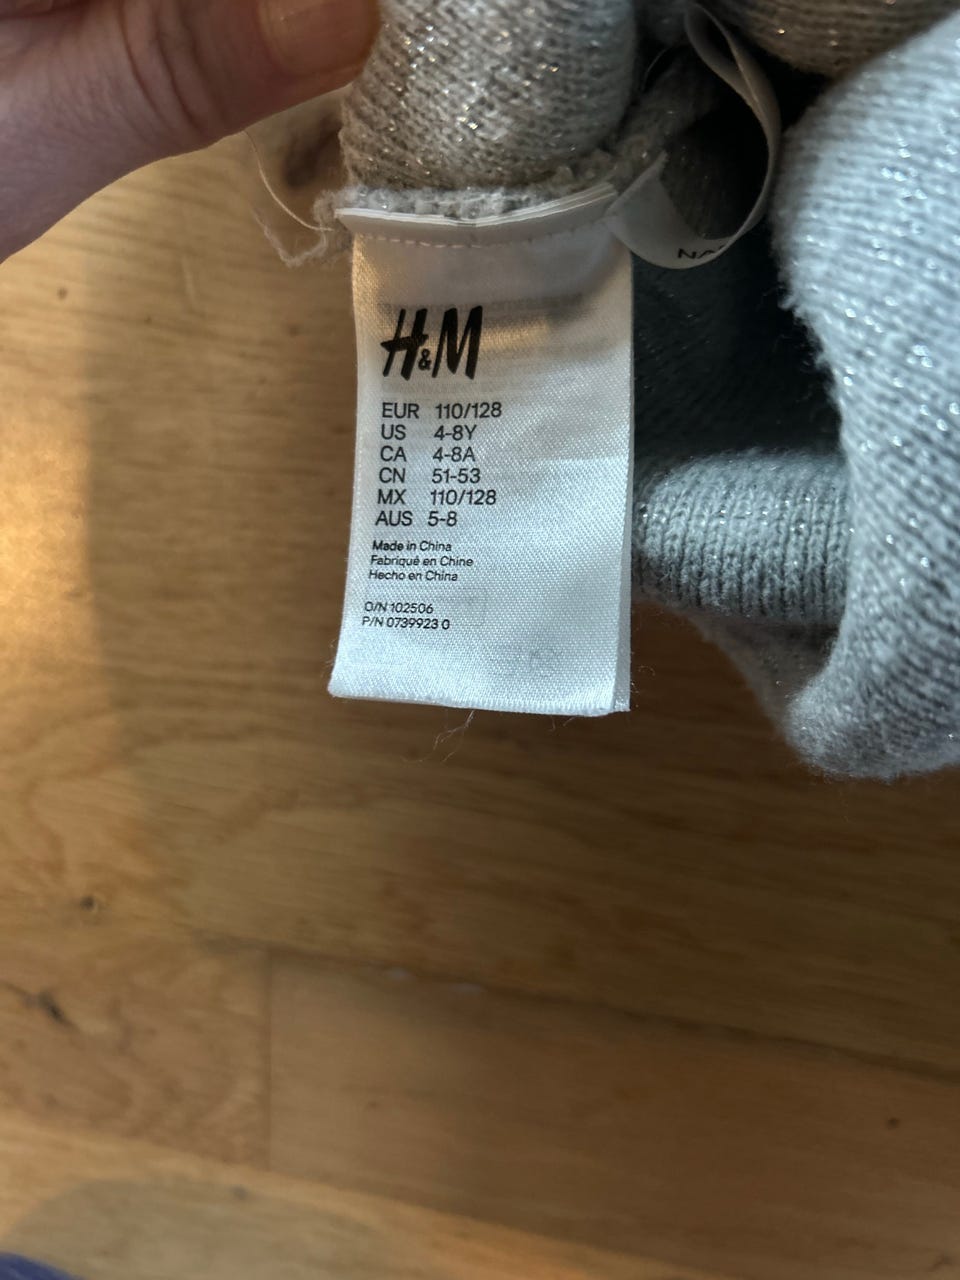 H&M
EUR 110/128
US 4-8Y
CA 4-8A
CN 51-53
MX 110/128
AUS 5-8
Made in China
Fabriqué en Chine
Hecho en China
O/N 102506
P/N 0739923 0